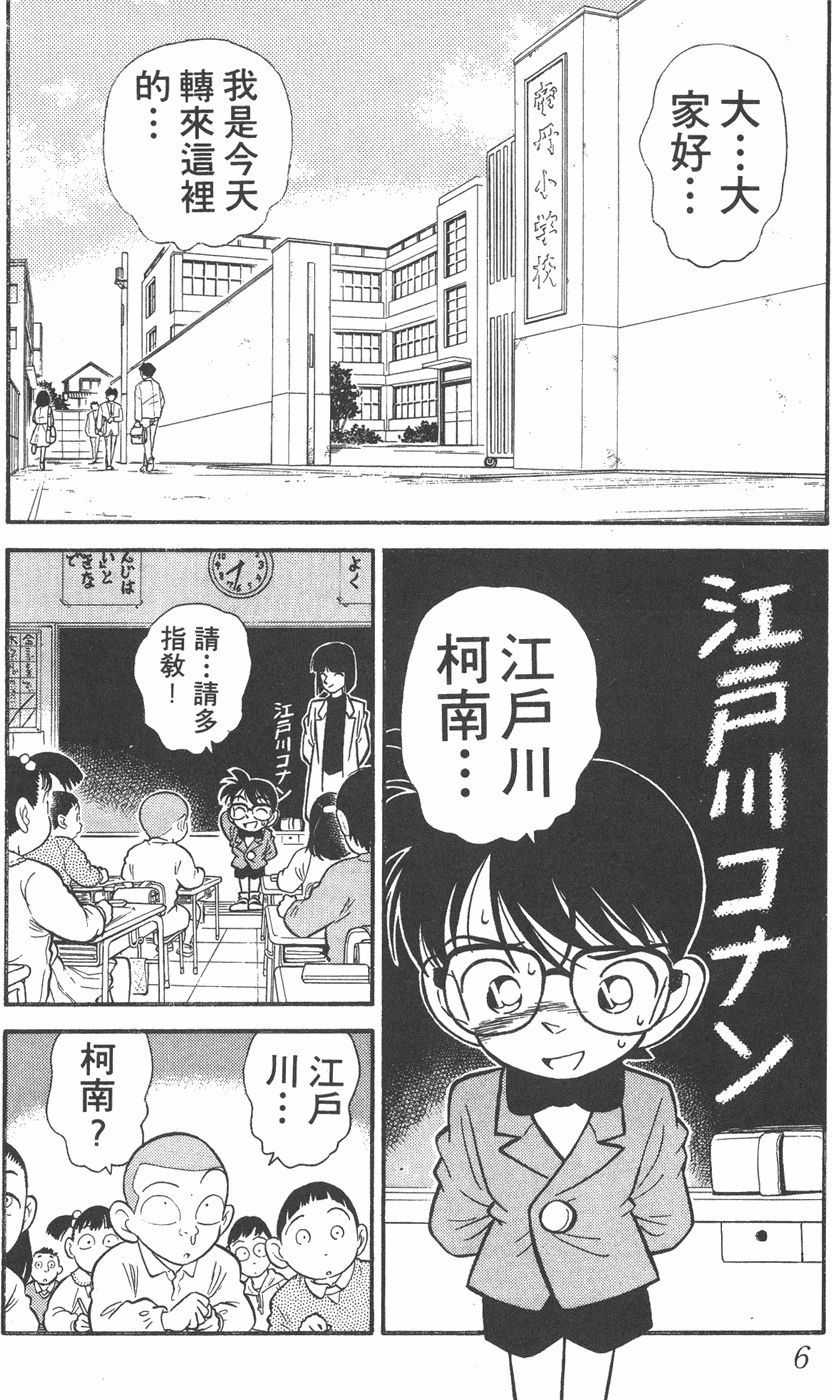 大…大
家好…
我是今天
轉來這裡
的…
小学校
江戶川
柯南…
江戸川コナン
請…請多
指教！
江戸川コナン
よく
江戶
川…
柯南？
6